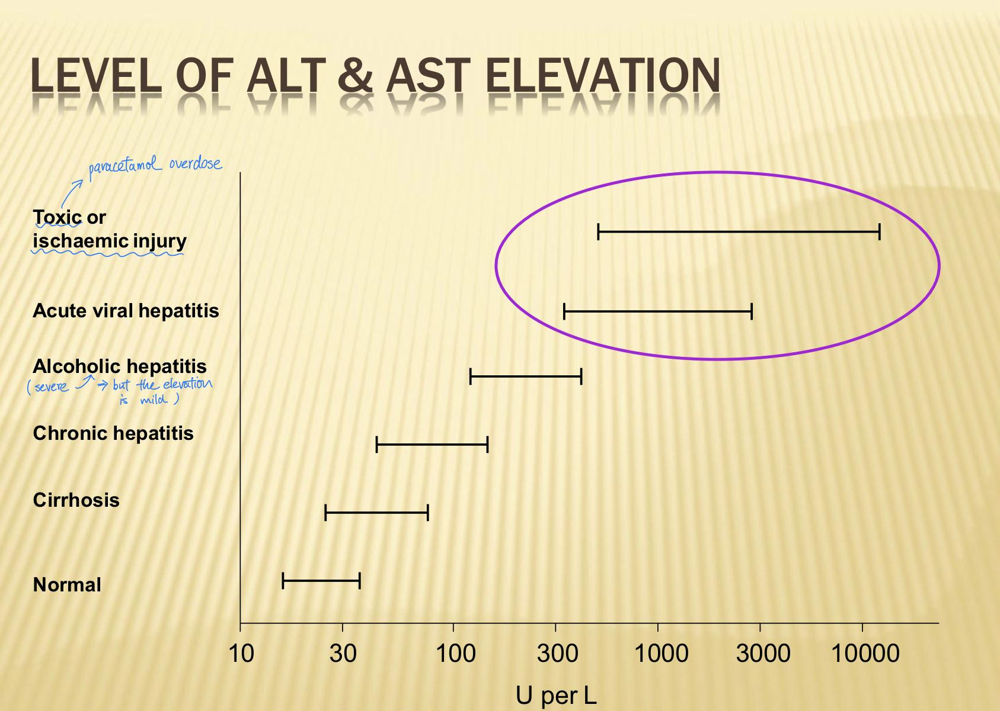 LEVEL OF ALT & AST ELEVATION
paracetamol overdose
Toxic or
ischaemic injury
Acute viral hepatitis
Alcoholic hepatitis
(severe ⇒ but the elevation
is mild)
Chronic hepatitis
Cirrhosis
Normal
10 30 100 300 1000 3000 10000
U per L